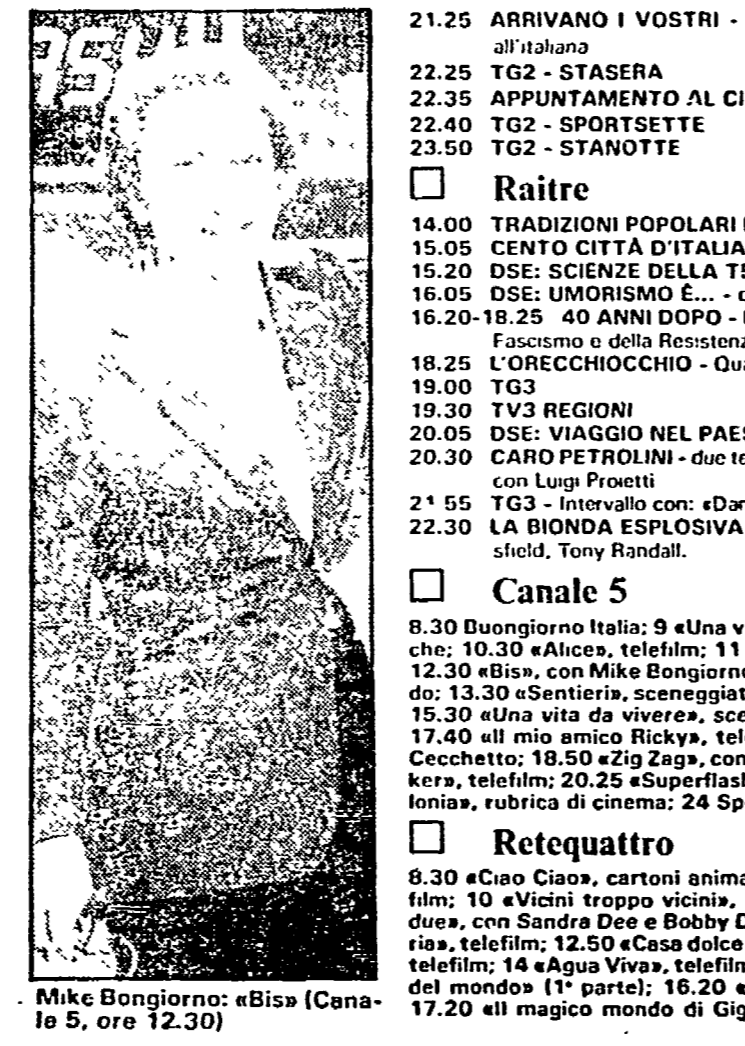 21.25 ARRIVANO I VOSTRI -
all'italiana
22.25 TG2 - STASERA
22.35 APPUNTAMENTO AL CI
22.40 TG2 - SPORTSETTE
23.50 TG2 - STANOTTE
Raitre
14.00 TRADIZIONI POPOLARI
15.05 CENTO CITTÀ D'ITALIA
15.20 DSE: SCIENZE DELLA TE
16.05 DSE: UMORISMO È... -
16.20-18.25 40 ANNI DOPO -
Fascismo e della Resistenz
18.25 L'ORECCHIOCCHIO - Qua
19.00 TG3
19.30 TV3 REGIONI
20.05 DSE: VIAGGIO NEL PAES
20.30 CARO PETROLINI - due te
con Luigi Proietti
21 55 TG3 - Intervallo con: «Dar
22.30 LA BIONDA ESPLOSIVA
sfield, Tony Randall.
Canale 5
8.30 Buongiorno Italia; 9 «Una v
che; 10.30 «Alice», telefilm; 11
12.30 «Bis», con Mike Bongiorno
do; 13.30 «Sentieri», sceneggiat
15.30 «Una vita da vivere», sce
17.40 «Il mio amico Ricky», tel
Cecchetto; 18.50 «Zig Zag», con
ker», telefilm; 20.25 «Superflash
lonia», rubrica di cinema; 24 Sp
Retequattro
8.30 «Ciao Ciao», cartoni anima
film; 10 «Vicini troppo vicini»,
due», con Sandra Dee e Bobby D
ria», telefilm; 12.50 «Casa dolce
telefilm; 14 «Agua Viva», telefilm
del mondo» (1ª parte); 16.20 «
17.20 «Il magico mondo di Gig
Mike Bongiorno: «Bis» (Cana-
le 5, ore 12.30)